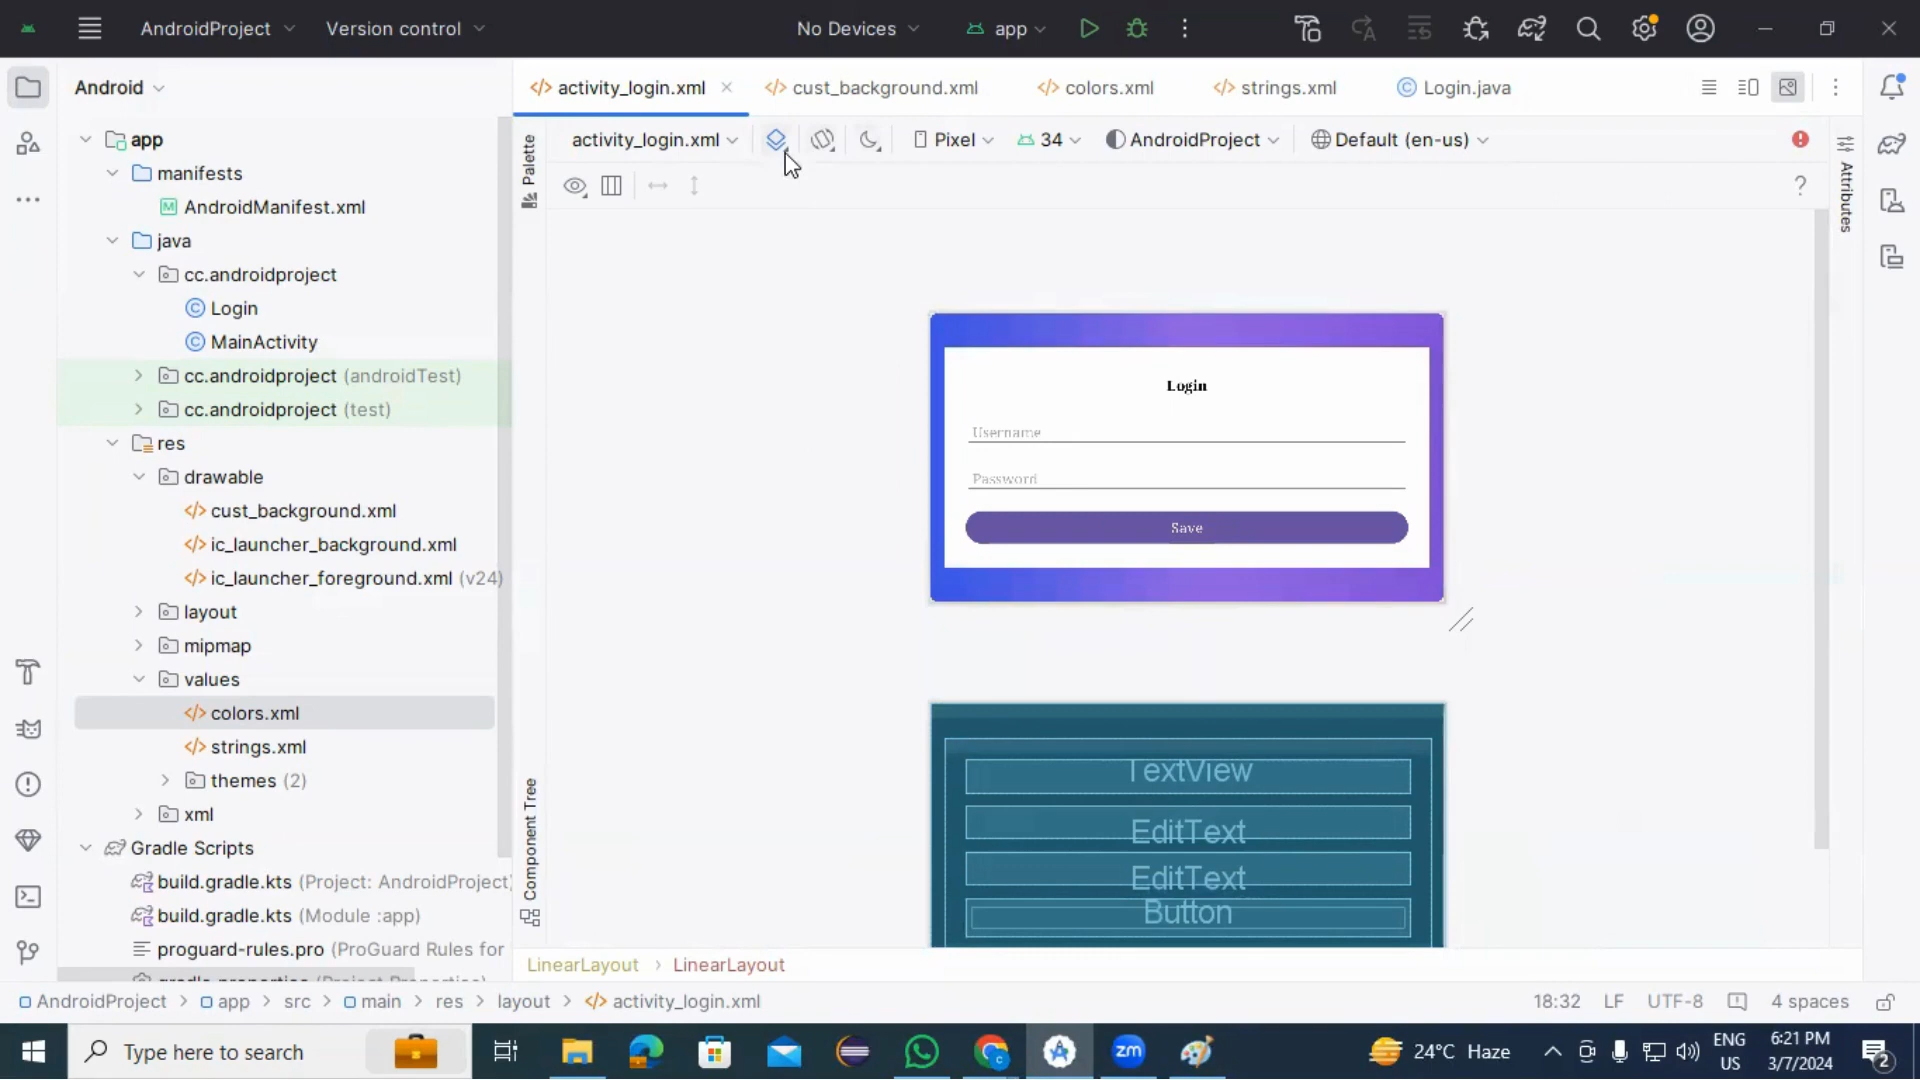 AndroidProject
Version control
No Devices
app
Android
activity_login.xml
cust_background.xml
colors.xml
strings.xml
Login.java
activity_login.xml
Pixel
34
AndroidProject
Default (en-us)
Palette
Attributes
Component Tree
app
manifests
AndroidManifest.xml
java
cc.androidproject
Login
MainActivity
cc.androidproject (androidTest)
cc.androidproject (test)
res
drawable
cust_background.xml
ic_launcher_background.xml
ic_launcher_foreground.xml (v24)
layout
mipmap
values
colors.xml
strings.xml
themes (2)
xml
Gradle Scripts
build.gradle.kts (Project: AndroidProject)
build.gradle.kts (Module :app)
proguard-rules.pro (ProGuard Rules for
Login
Username
Password
Save
TextView
EditText
EditText
Button
LinearLayout > LinearLayout
AndroidProject > app > src > main > res > layout > activity_login.xml
18:32 LF UTF-8 4 spaces
Type here to search
zm
24°C Haze
ENG
US
6:21 PM
3/7/2024
2